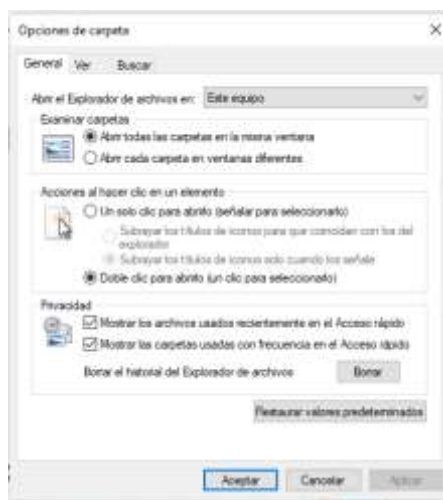 Opciones de carpeta
General Ver Buscar
Abrir el Explorador de archivos en: Este equipo
Examinar carpetas
Abrir todas las carpetas en la misma ventana
Abrir cada carpeta en ventanas diferentes
Acciones al hacer clic en un elemento
Un solo clic para abrirlo (señalar para seleccionarlo)
Subrayar los títulos de iconos para que coincidan con los del
explorador
Subrayar los títulos de iconos solo cuando los señale
Doble clic para abrirlo (un clic para seleccionarlo)
Privacidad
Mostrar los archivos usados recientemente en el Acceso rápido
Mostrar las carpetas usadas con frecuencia en el Acceso rápido
Borrar el historial del Explorador de archivos Borrar
Restaurar valores predeterminados
Aceptar Cancelar Aplicar